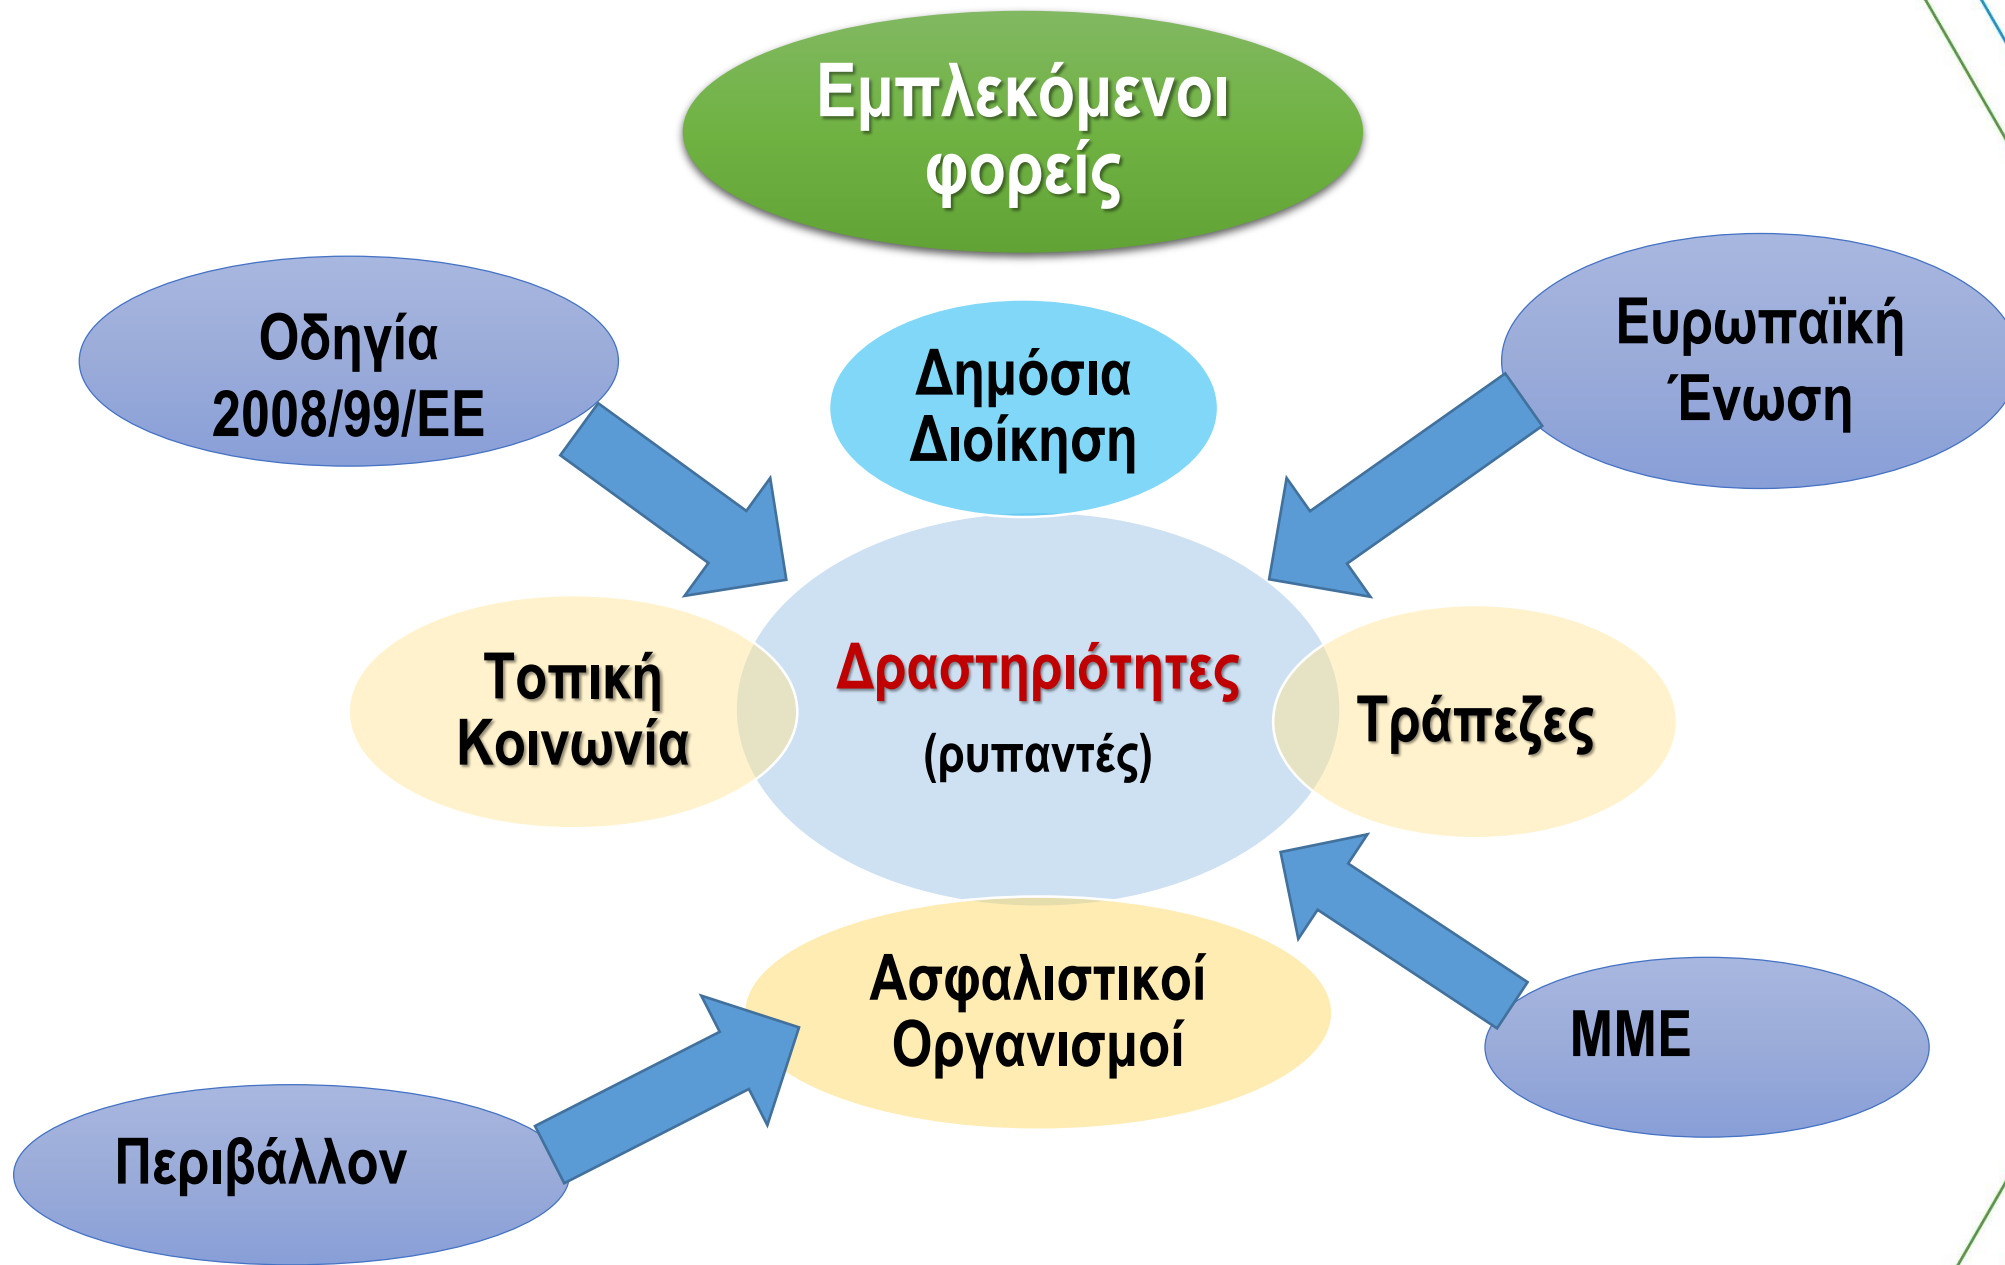 Εμπλεκόμενοι
φορείς
Οδηγία
2008/99/ΕΕ
Δημόσια
Διοίκηση
Ευρωπαϊκή
Ένωση
Τοπική
Κοινωνία
Δραστηριότητες
(ρυπαντές)
Τράπεζες
Ασφαλιστικοί
Οργανισμοί
ΜΜΕ
Περιβάλλον